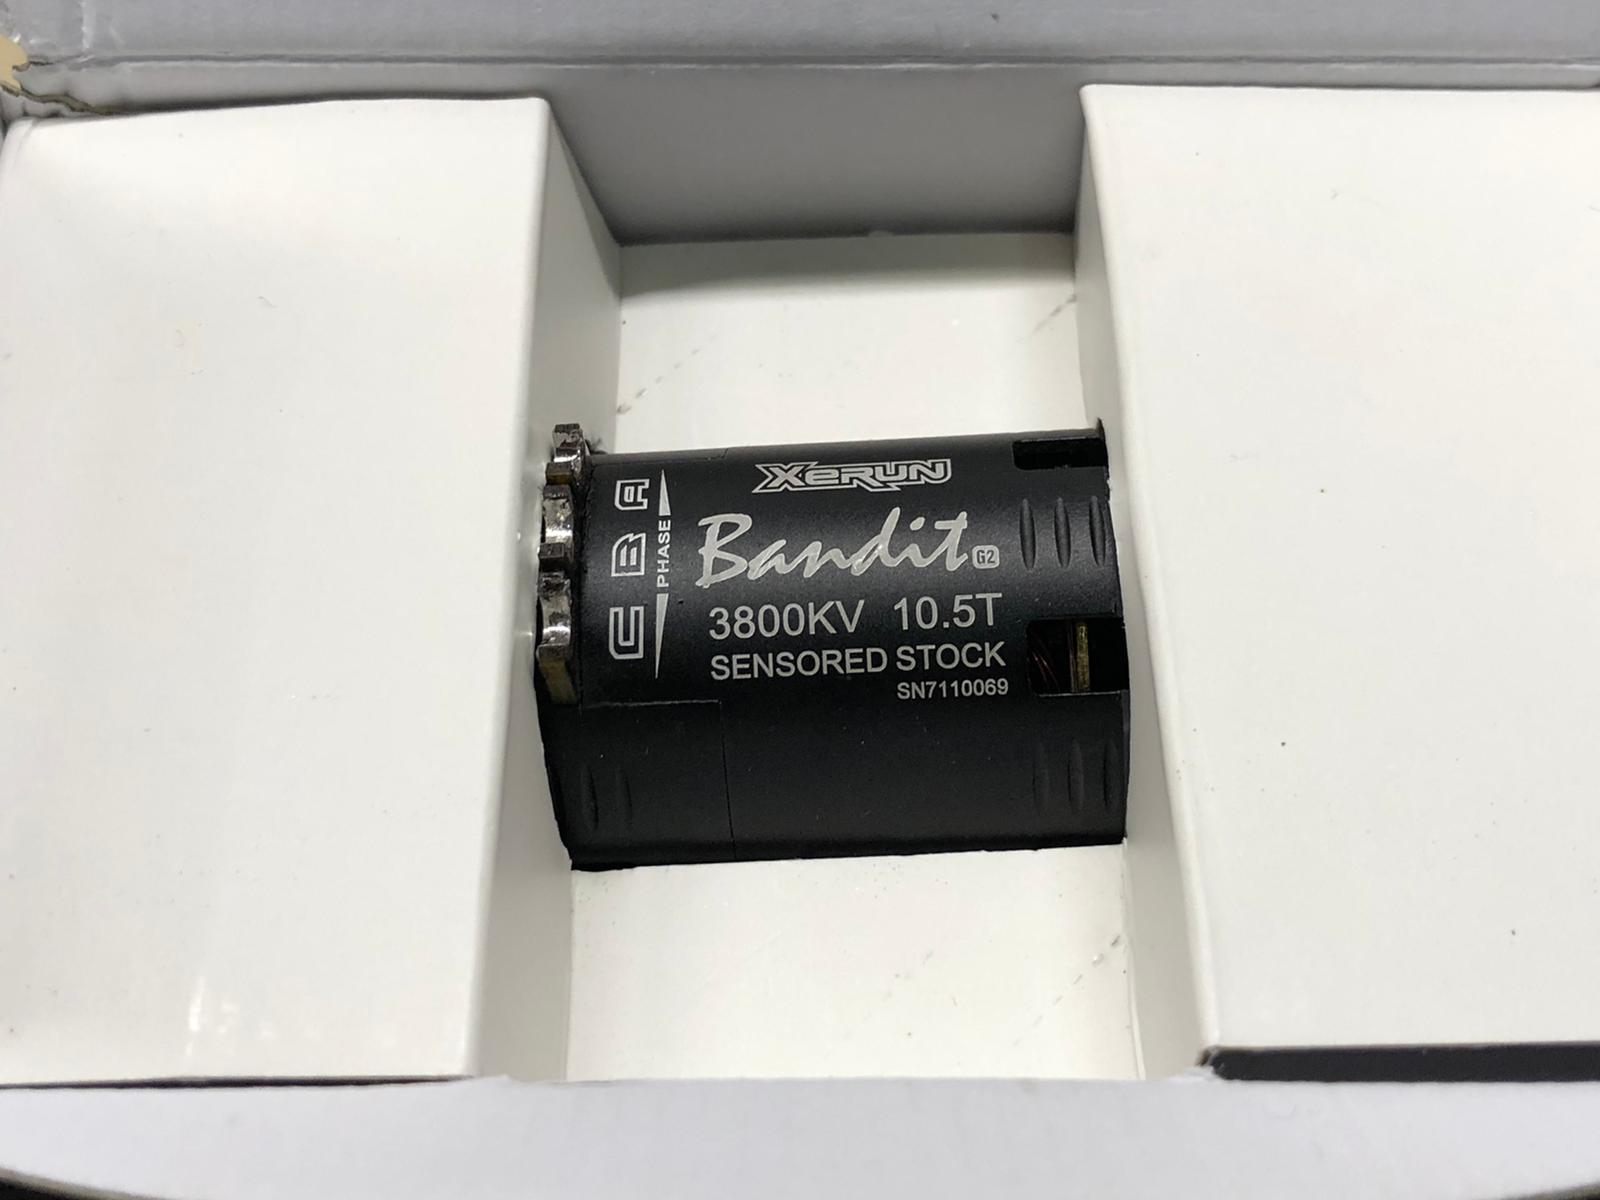 XERUN
Bandit G2
3800KV 10.5T
SENSORED STOCK
SN7110069
C B A
PHASE